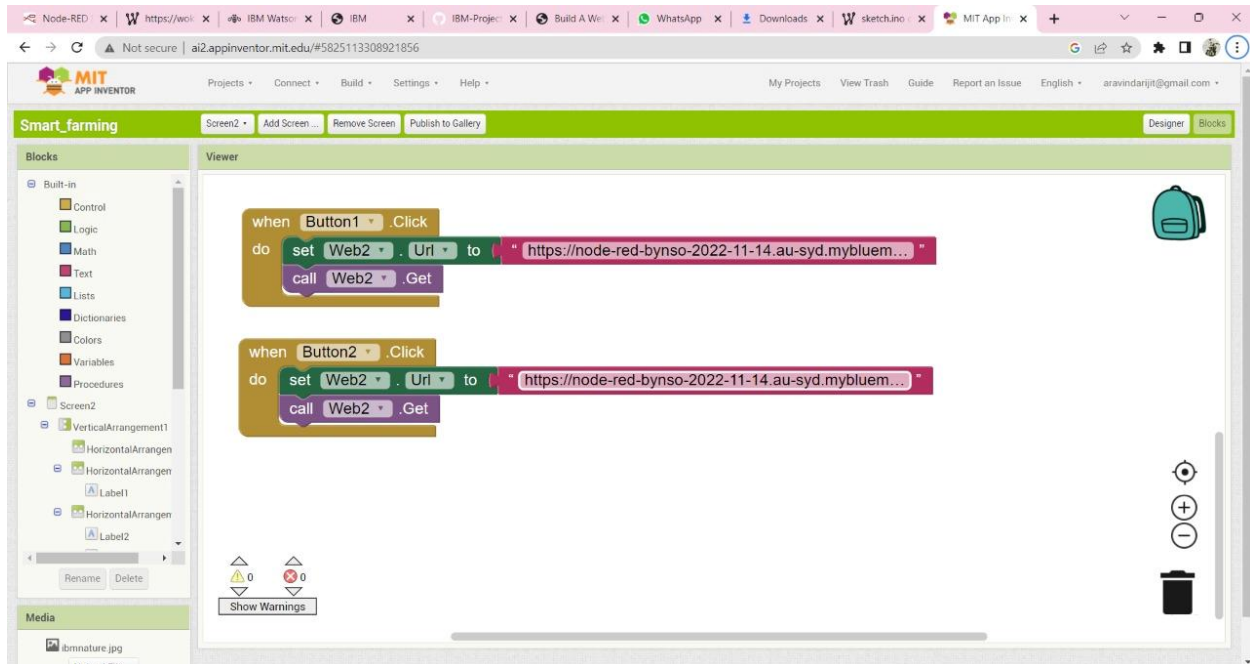 Node-RED
https://woi
IBM Watson
IBM
IBM-Project
Build A Web
WhatsApp
Downloads
sketch.ino
MIT App In
Not secure | ai2.appinventor.mit.edu/#5825113308921856
MIT
APP INVENTOR
Projects Connect Build Settings Help My Projects View Trash Guide Report an Issue English aravindarijit@gmail.com
Smart_farming Screen2 Add Screen ... Remove Screen Publish to Gallery Designer Blocks
Blocks
Viewer
Built-in
Control
Logic
Math
Text
Lists
Dictionaries
Colors
Variables
Procedures
Screen2
VerticalArrangement1
HorizontalArrangen
HorizontalArrangen
Label1
HorizontalArrangen
Label2
Rename Delete
Media
ibmnature.jpg
when Button1 .Click
do set Web2 . Url to " https://node-red-bynso-2022-11-14.au-syd.mybluem... "
call Web2 .Get
when Button2 .Click
do set Web2 . Url to " https://node-red-bynso-2022-11-14.au-syd.mybluem... "
call Web2 .Get
0 0
Show Warnings